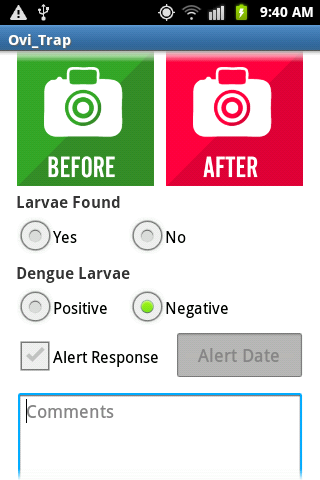 9:40 AM
Ovi_Trap
BEFORE AFTER
Larvae Found
Yes No
Dengue Larvae
Positive Negative
Alert Response Alert Date
Comments